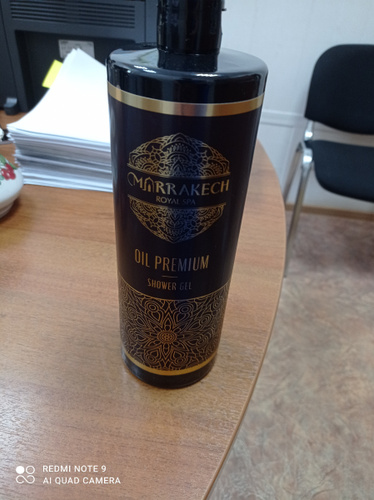 MARRAKECH
ROYAL SPA
OIL PREMIUM
SHOWER GEL
REDMI NOTE 9
AI QUAD CAMERA